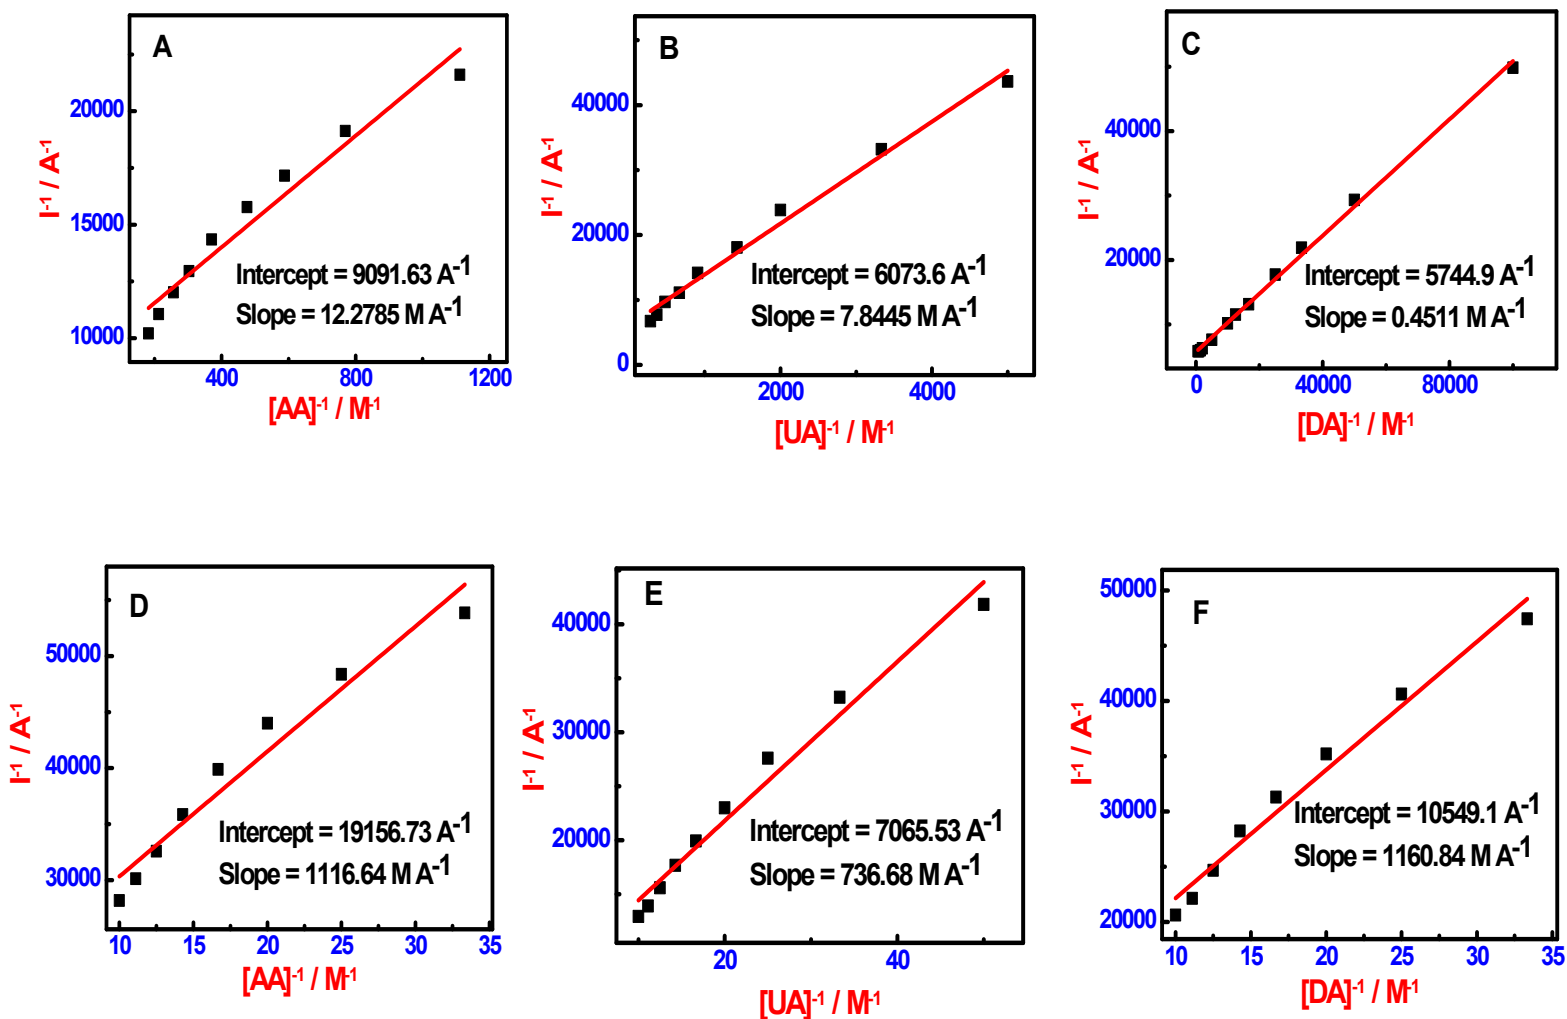 A
20000
15000
10000
I-1 / A-1
Intercept = 9091.63 A-1
Slope = 12.2785 M A-1
400 800 1200
[AA]-1 / M-1
B
40000
20000
0
I-1 / A-1
Intercept = 6073.6 A-1
Slope = 7.8445 M A-1
2000 4000
[UA]-1 / M-1
C
40000
20000
I-1 / A-1
Intercept = 5744.9 A-1
Slope = 0.4511 M A-1
0 40000 80000
[DA]-1 / M-1
D
50000
40000
30000
I-1 / A-1
Intercept = 19156.73 A-1
Slope = 1116.64 M A-1
10 15 20 25 30 35
[AA]-1 / M-1
E
40000
30000
20000
I-1 / A-1
Intercept = 7065.53 A-1
Slope = 736.68 M A-1
20 40
[UA]-1 / M-1
F
50000
40000
30000
20000
I-1 / A-1
Intercept = 10549.1 A-1
Slope = 1160.84 M A-1
10 15 20 25 30 35
[DA]-1 / M-1